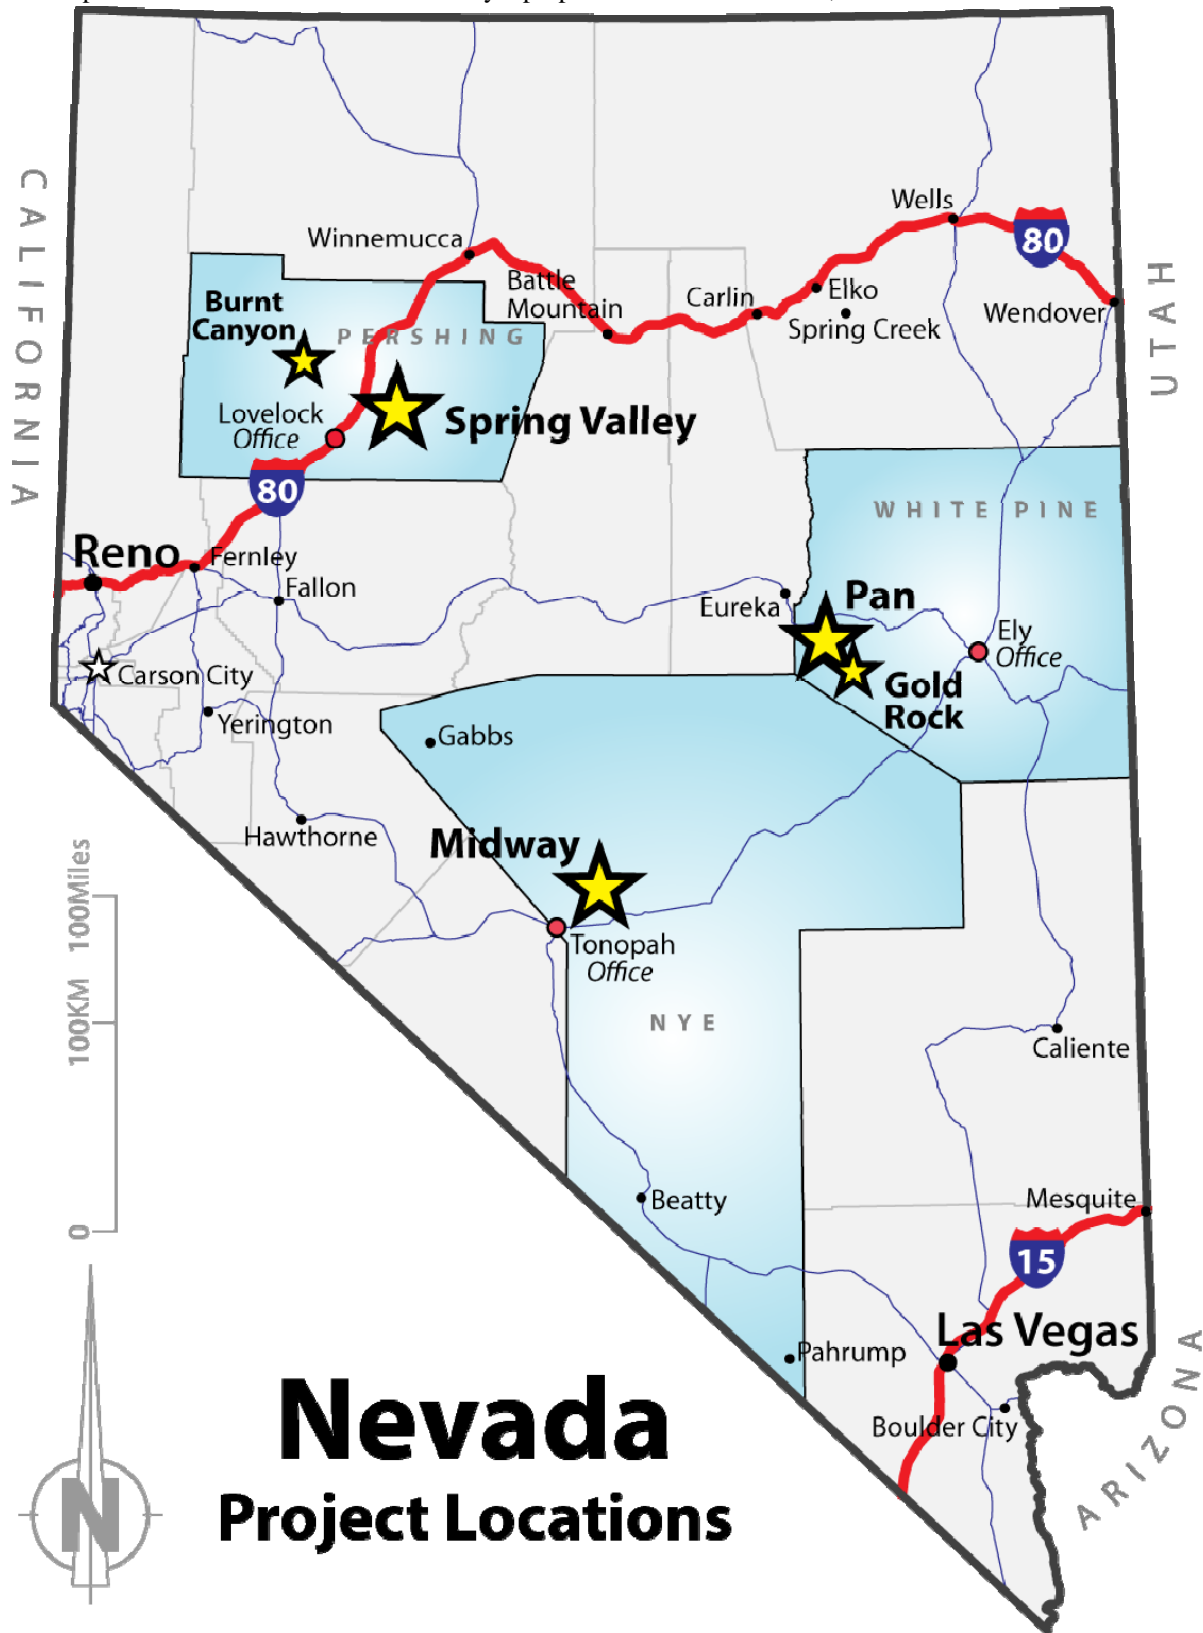 CALIFORNIA
Wells
80
UTAH
Winnemucca
Battle
Mountain
Carlin
Elko
Spring Creek
Wendover
Burnt
Canyon
PERSHING
Lovelock
Office
Spring Valley
80
WHITE PINE
Reno
Fernley
Fallon
Eureka
Pan
Ely
Office
Carson City
Gold
Rock
Yerington
Gabbs
Hawthorne
Midway
100Miles
100KM
0
Tonopah
Office
NYE
Caliente
Beatty
Mesquite
15
Las Vegas
Pahrump
Boulder City
ARIZONA
Nevada
Project Locations
N